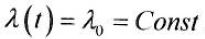 λ(t) = λ₀ = Const